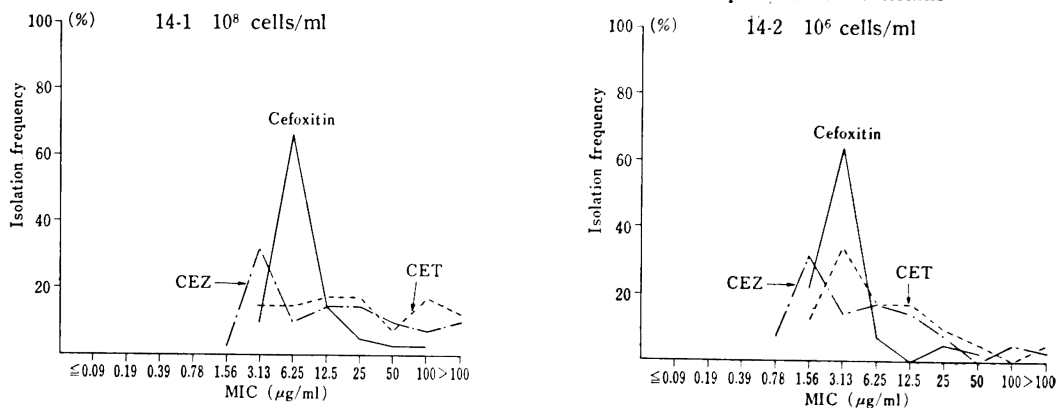 100 (%) 14-1 10⁸ cells/ml
80
60
40
20
Isolation frequency
Cefoxitin
CEZ
CET
≦0.09 0.19 0.39 0.78 1.56 3.13 6.25 12.5 25 50 100 >100
MIC (μg/ml)
100 (%) 14-2 10⁶ cells/ml
80
60
40
20
Isolation frequency
Cefoxitin
CEZ
CET
≦0.09 0.19 0.39 0.78 1.56 3.13 6.25 12.5 25 50 100 >100
MIC (μg/ml)